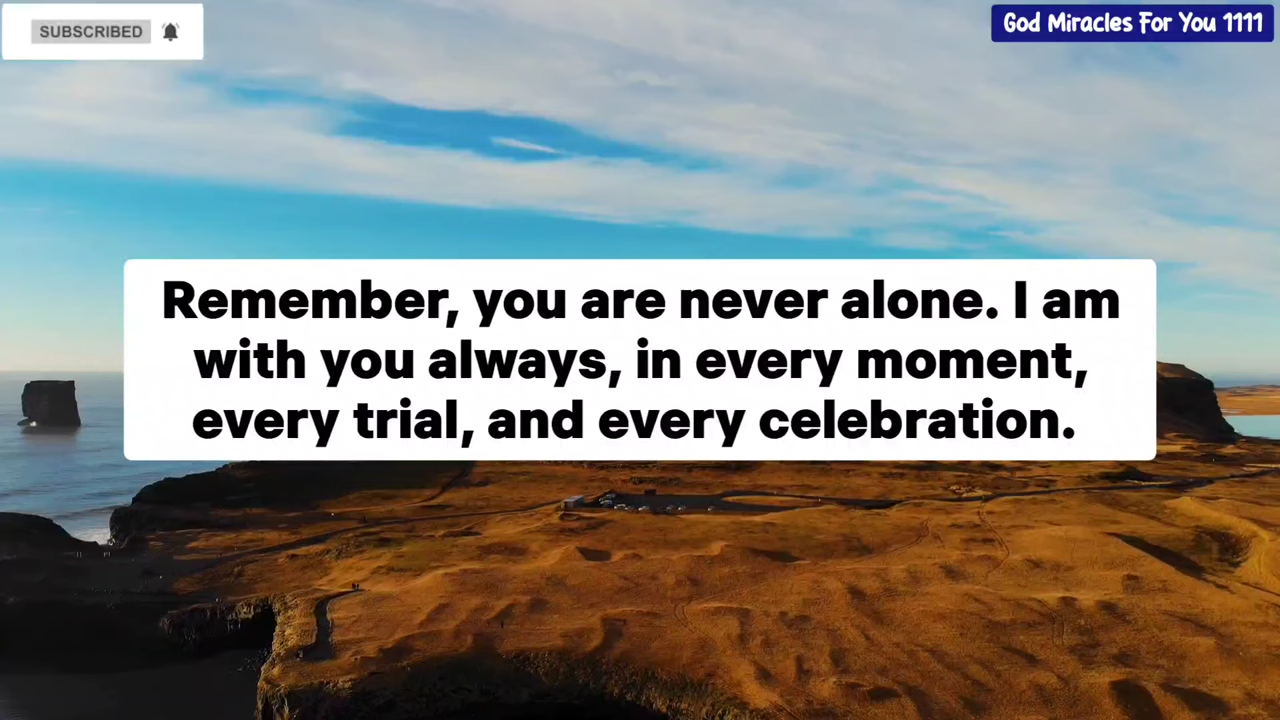 SUBSCRIBED
God Miracles For You 1111
Remember, you are never alone. I am
with you always, in every moment,
every trial, and every celebration.